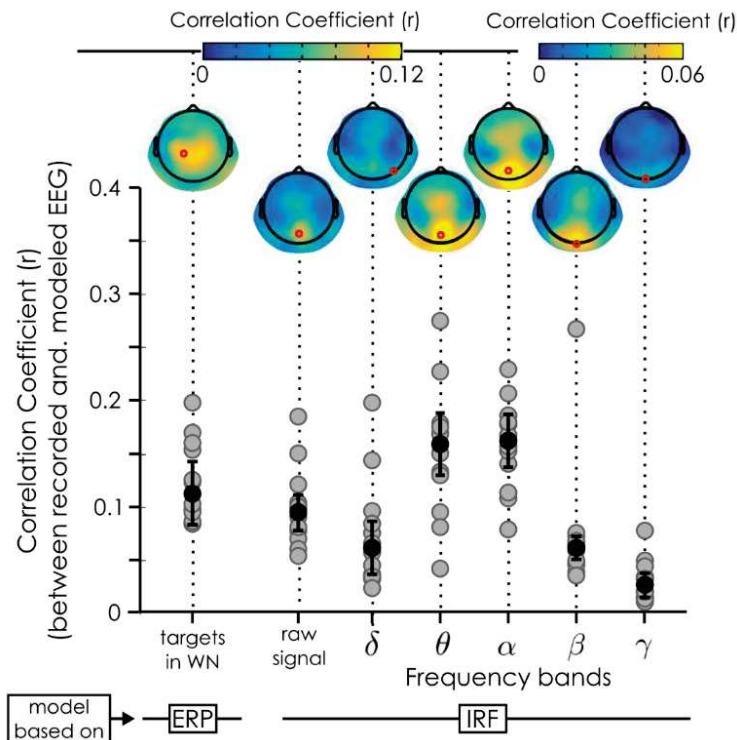 Correlation Coefficient (r) Correlation Coefficient (r)
0 0.12 0 0.06
Correlation Coefficient (r)
(between recorded and. modeled EEG)
0.4
0.3
0.2
0.1
0
targets
in WN
raw
signal
δ θ α β γ
Frequency bands
model
based on
ERP IRF